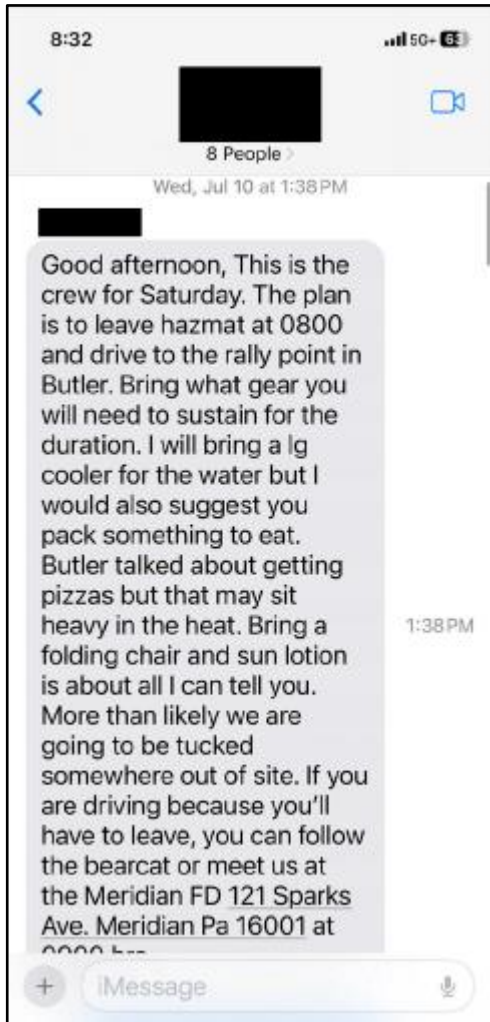 8:32
5G+ 63
8 People >
Wed, Jul 10 at 1:38 PM
Good afternoon, This is the
crew for Saturday. The plan
is to leave hazmat at 0800
and drive to the rally point in
Butler. Bring what gear you
will need to sustain for the
duration. I will bring a lg
cooler for the water but I
would also suggest you
pack something to eat.
Butler talked about getting
pizzas but that may sit
heavy in the heat. Bring a
1:38 PM
folding chair and sun lotion
is about all I can tell you.
More than likely we are
going to be tucked
somewhere out of site. If you
are driving because you'll
have to leave, you can follow
the bearcat or meet us at
the Meridian FD 121 Sparks
Ave. Meridian Pa 16001 at
iMessage